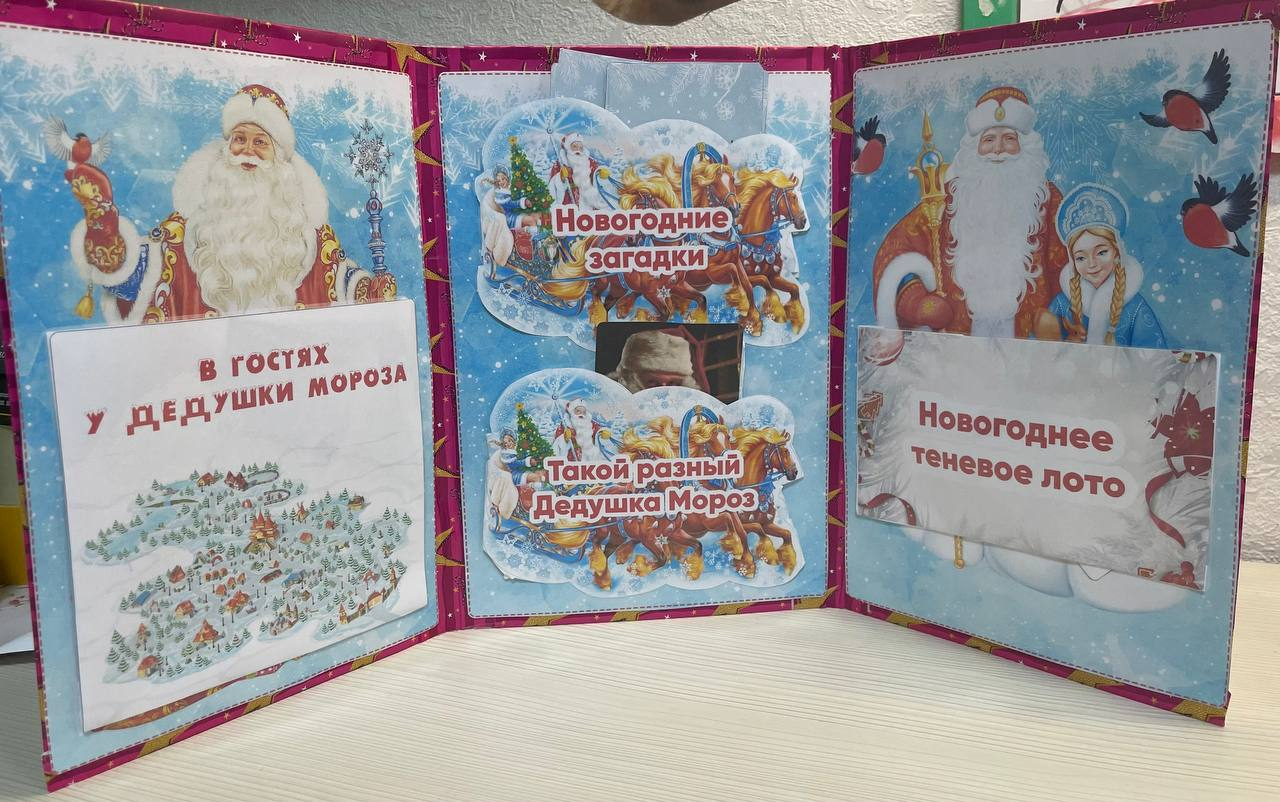 В ГОСТЯХ
У ДЕДУШКИ МОРОЗА
Новогодние
загадки
Такой разный
Дедушка Мороз
Новогоднее
теневое лото